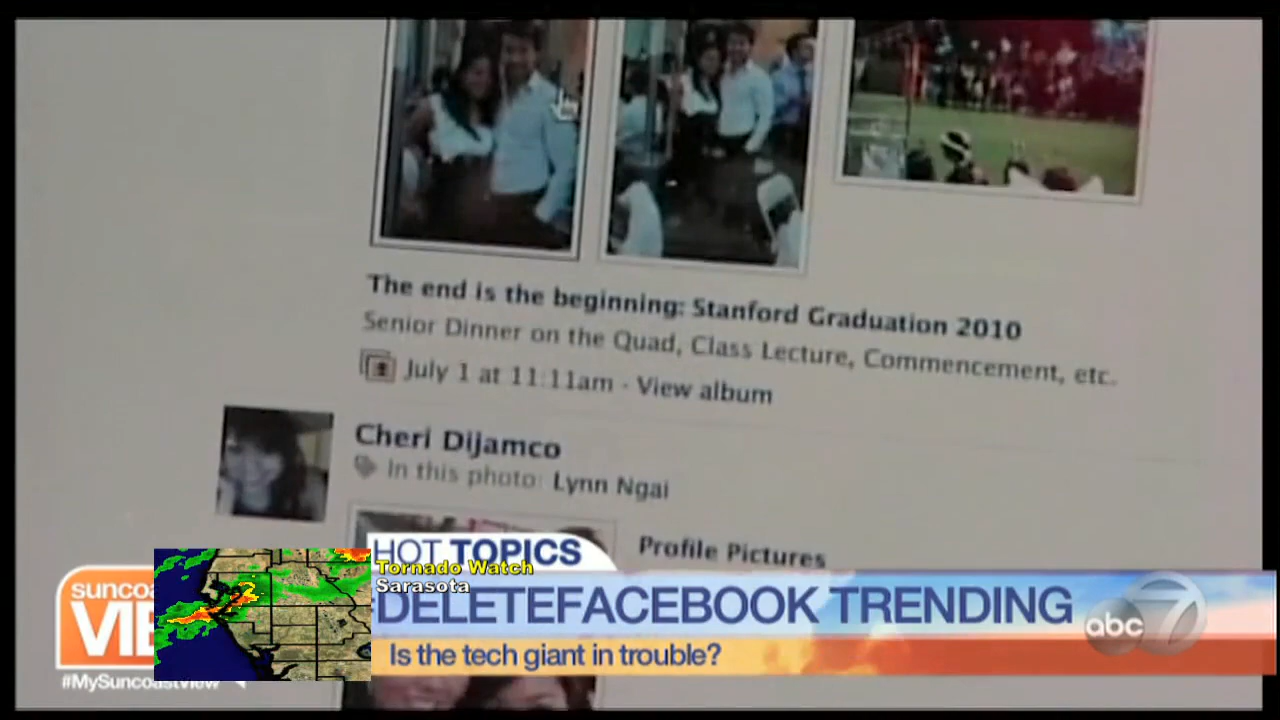 The end is the beginning: Stanford Graduation 2010
Senior Dinner on the Quad, Class Lecture, Commencement, etc.
July 1 at 11:11am - View album
Cheri Dijamco
In this photo: Lynn Ngai
Profile Pictures
HOT TOPICS
Tornado Watch
Sarasota
#DELETEFACEBOOK TRENDING
Is the tech giant in trouble?
abc 7
#MySuncoastView